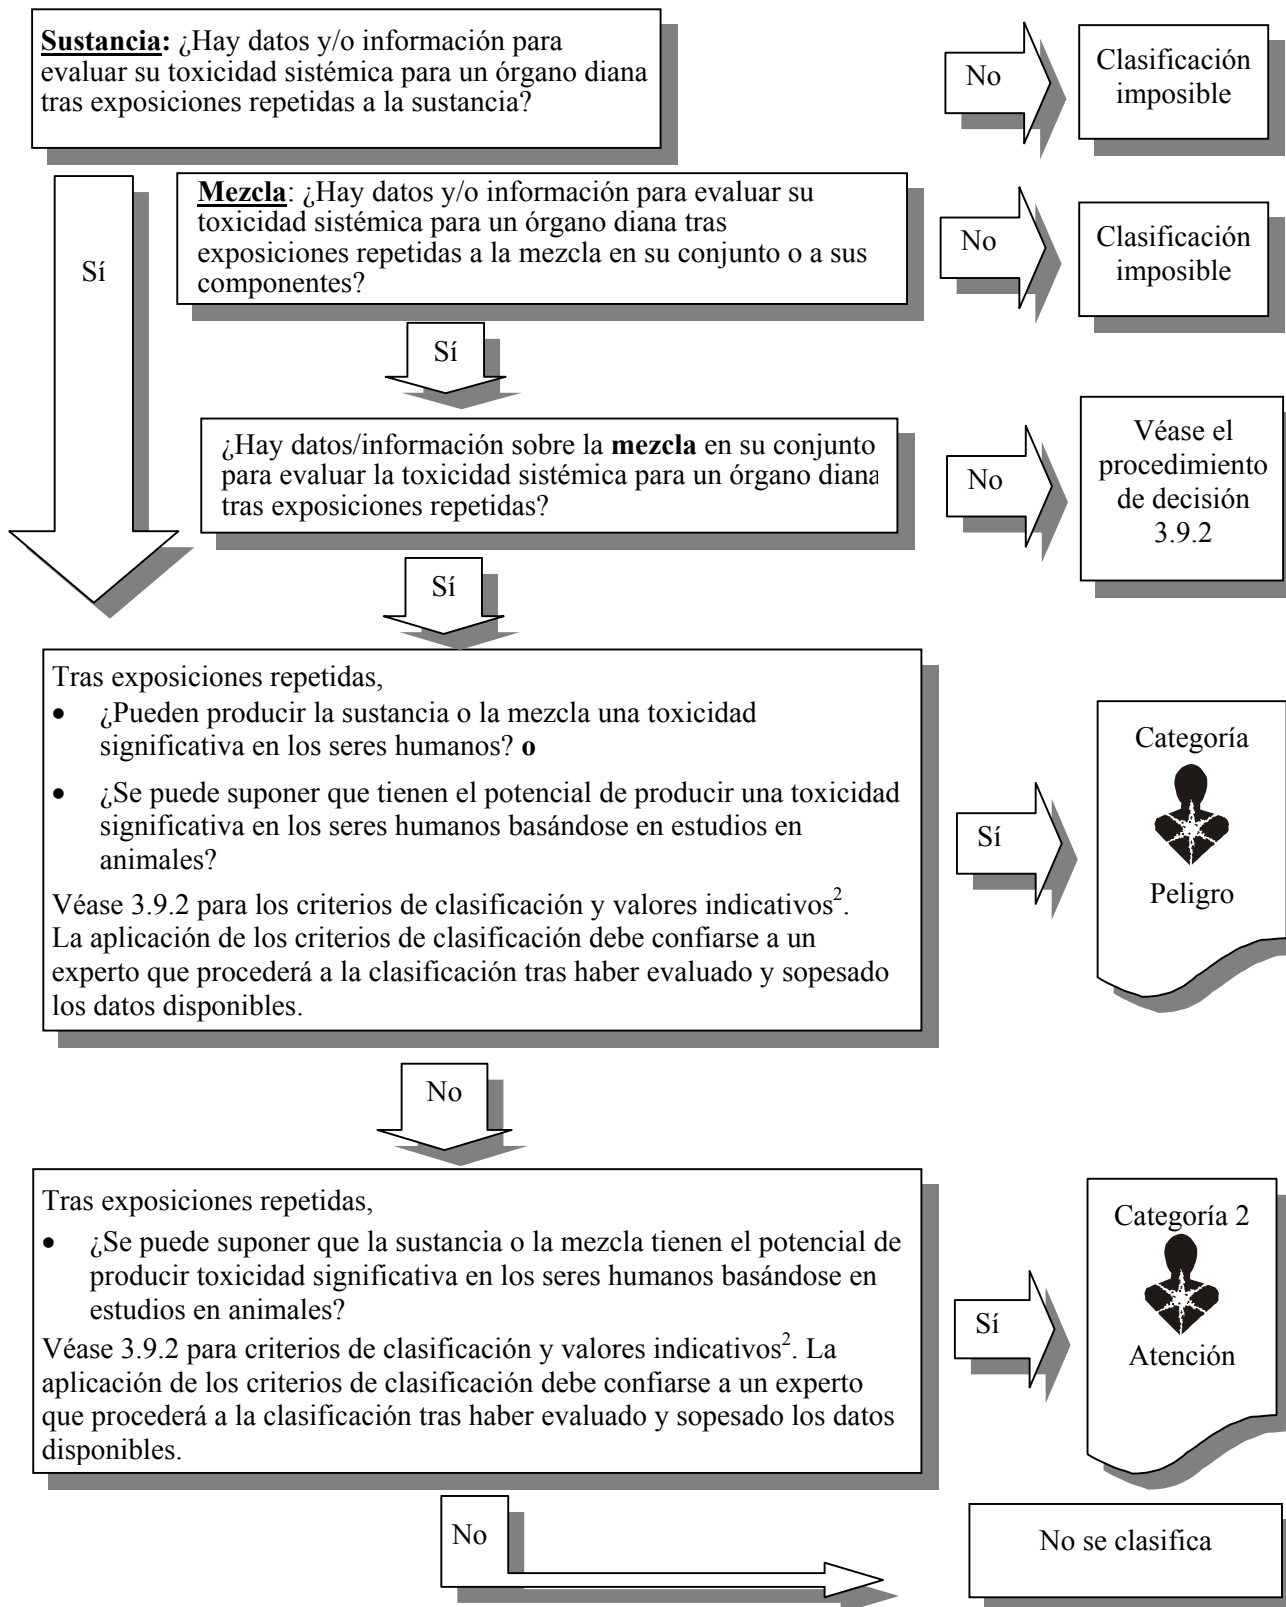 Sustancia: ¿Hay datos y/o información para
evaluar su toxicidad sistémica para un órgano diana
tras exposiciones repetidas a la sustancia?
No
Clasificación
imposible
Sí
Mezcla: ¿Hay datos y/o información para evaluar su
toxicidad sistémica para un órgano diana tras
exposiciones repetidas a la mezcla en su conjunto o a sus
componentes?
No
Clasificación
imposible
Sí
¿Hay datos/información sobre la mezcla en su conjunto
para evaluar la toxicidad sistémica para un órgano diana
tras exposiciones repetidas?
No
Véase el
procedimiento
de decisión
3.9.2
Sí
Tras exposiciones repetidas,
• ¿Pueden producir la sustancia o la mezcla una toxicidad
significativa en los seres humanos? o
• ¿Se puede suponer que tienen el potencial de producir una toxicidad
significativa en los seres humanos basándose en estudios en
animales?
Véase 3.9.2 para los criterios de clasificación y valores indicativos².
La aplicación de los criterios de clasificación debe confiarse a un
experto que procederá a la clasificación tras haber evaluado y sopesado
los datos disponibles.
Sí
Categoría
Peligro
No
Tras exposiciones repetidas,
• ¿Se puede suponer que la sustancia o la mezcla tienen el potencial de
producir toxicidad significativa en los seres humanos basándose en
estudios en animales?
Véase 3.9.2 para criterios de clasificación y valores indicativos². La
aplicación de los criterios de clasificación debe confiarse a un experto
que procederá a la clasificación tras haber evaluado y sopesado los datos
disponibles.
Sí
Categoría 2
Atención
No
No se clasifica